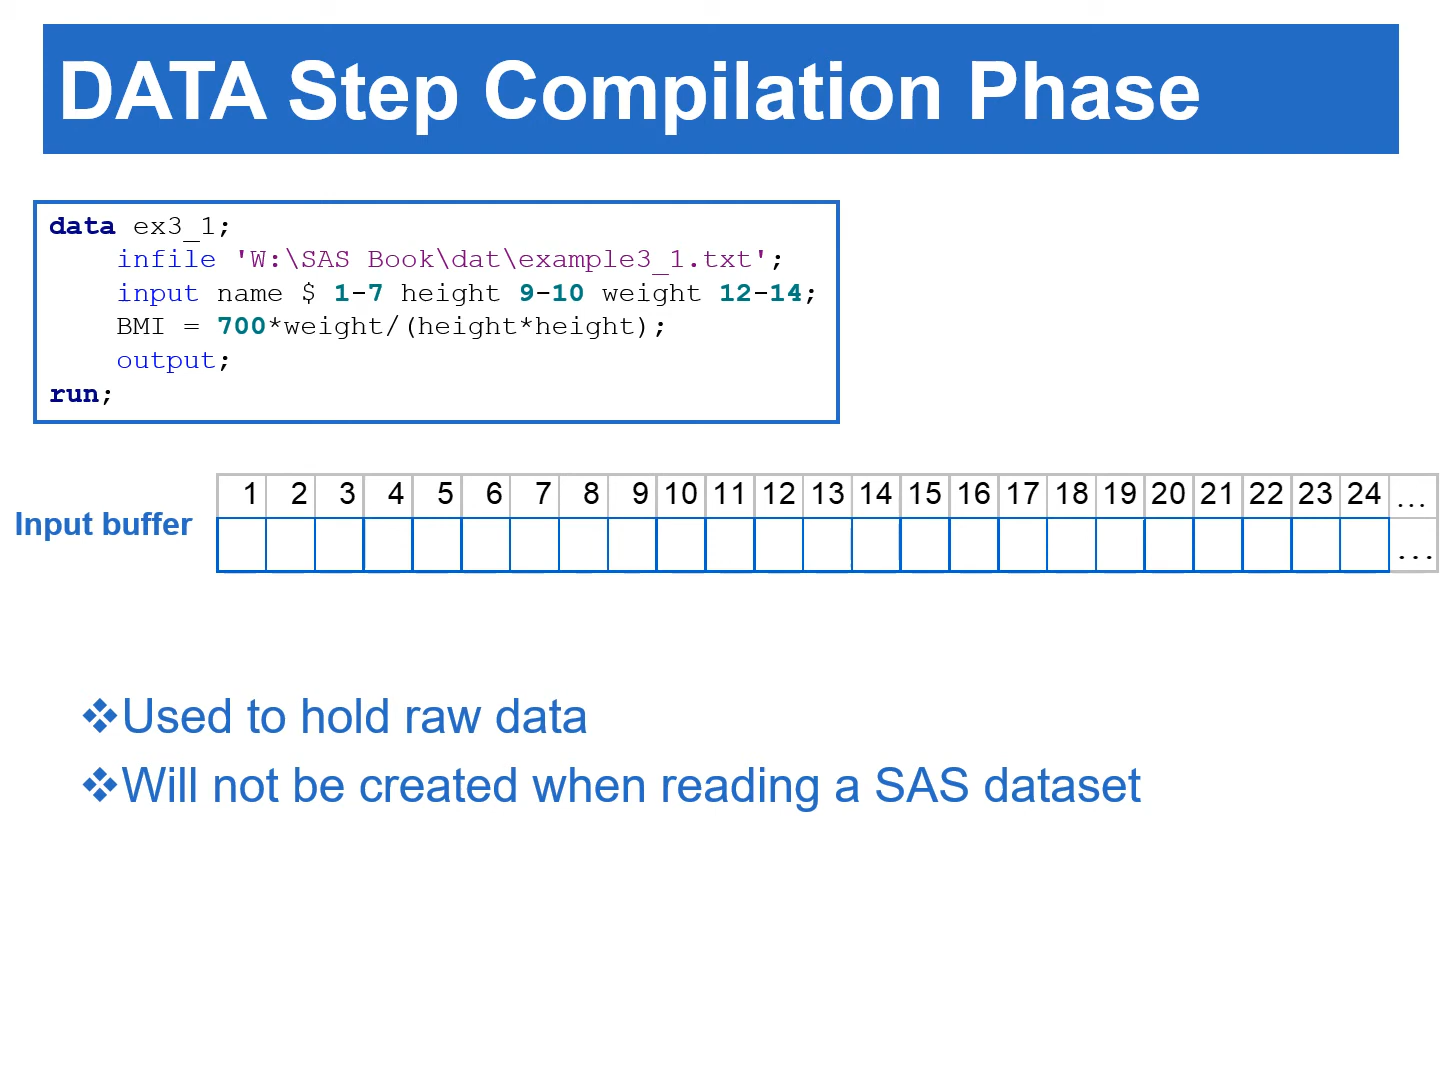 DATA Step Compilation Phase
data ex3_1;
    infile 'W:\SAS Book\dat\example3_1.txt';
    input name $ 1-7 height 9-10 weight 12-14;
    BMI = 700*weight/(height*height);
    output;
run;
1 2 3 4 5 6 7 8 9 10 11 12 13 14 15 16 17 18 19 20 21 22 23 24 ...
Input buffer
...
❖Used to hold raw data
❖Will not be created when reading a SAS dataset